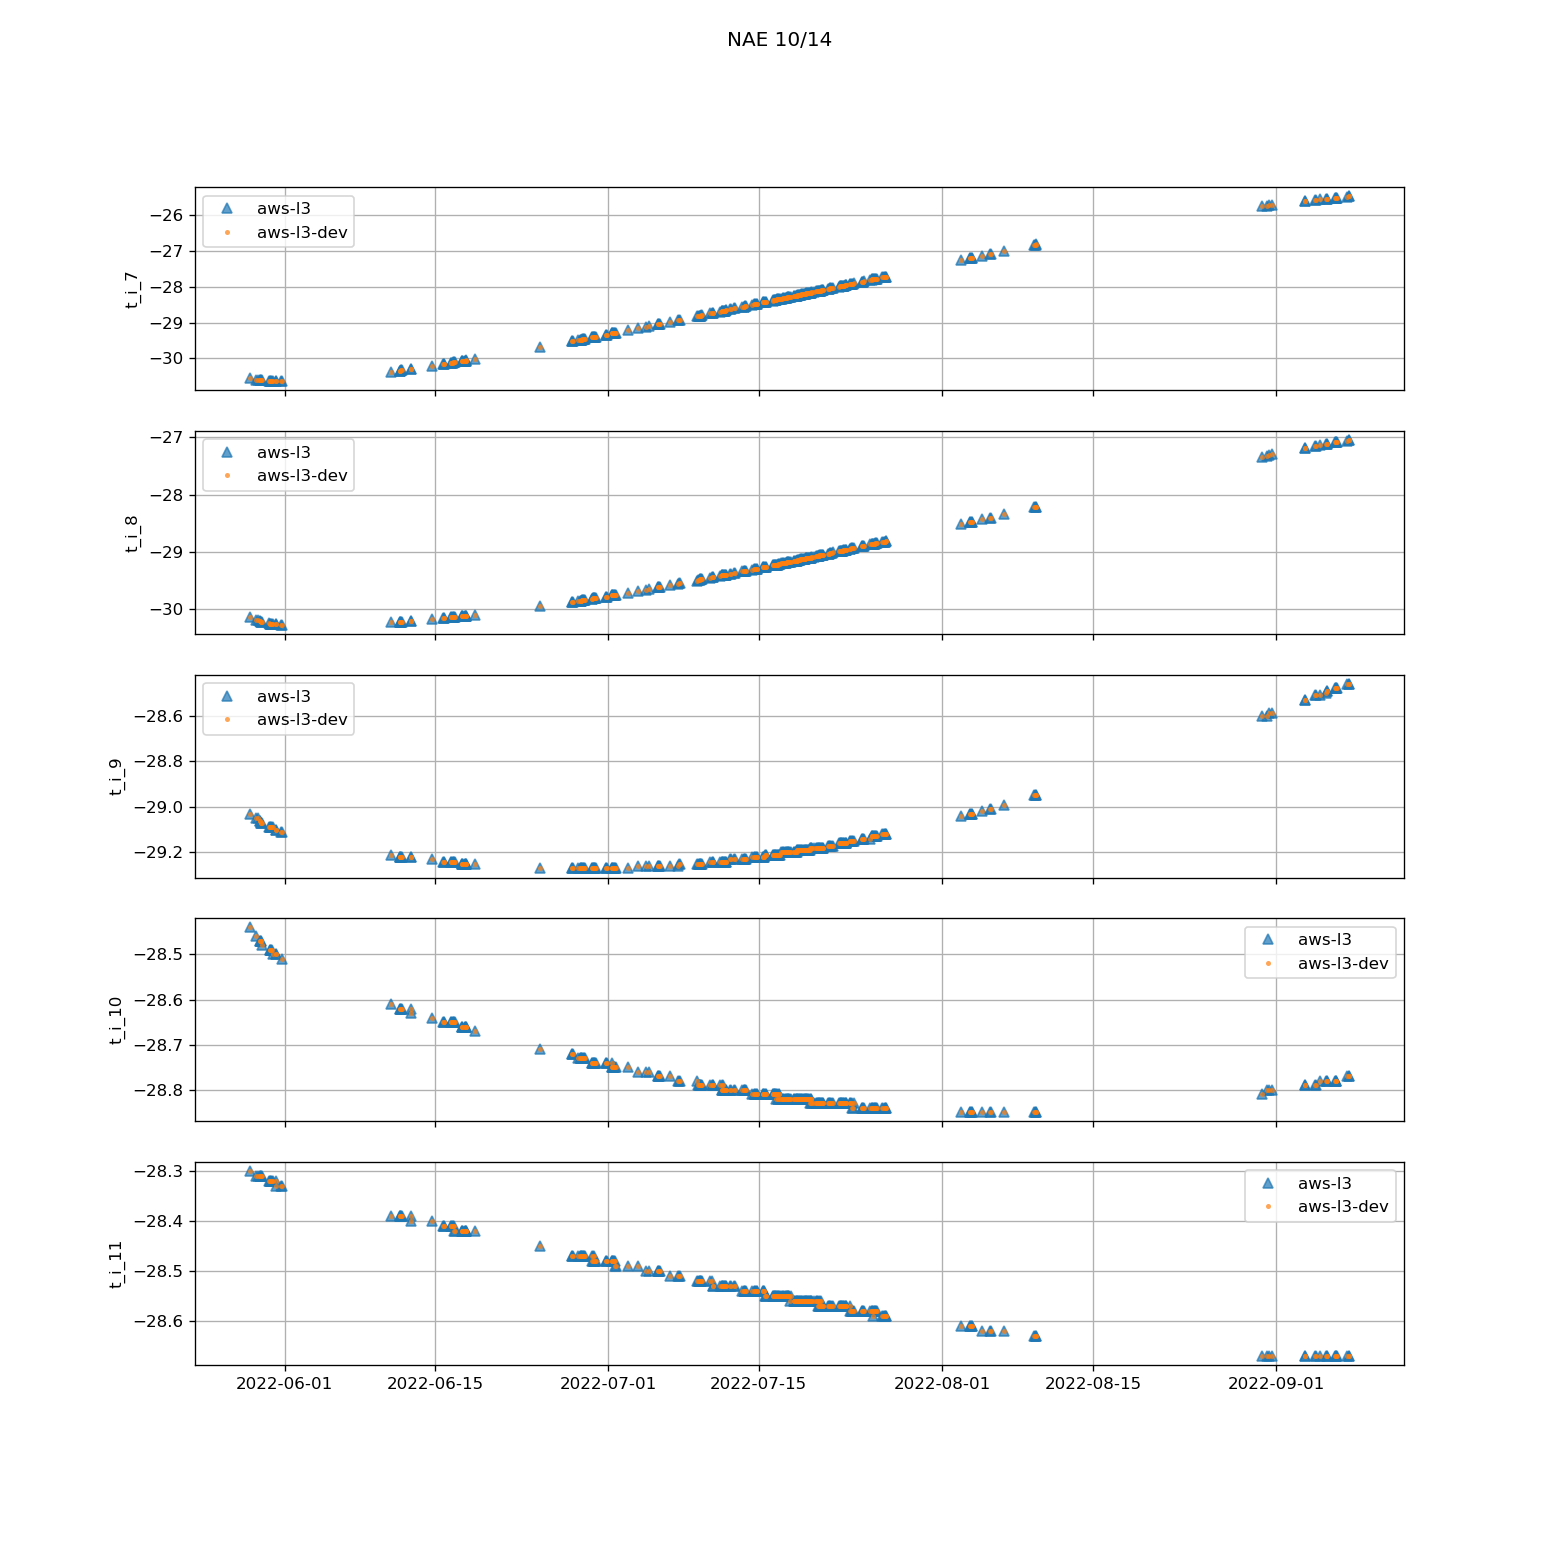 NAE 10/14
t_i_7
−26
−27
−28
−29
−30
aws-l3
aws-l3-dev
t_i_8
−27
−28
−29
−30
aws-l3
aws-l3-dev
t_i_9
−28.6
−28.8
−29.0
−29.2
aws-l3
aws-l3-dev
t_i_10
−28.5
−28.6
−28.7
−28.8
aws-l3
aws-l3-dev
t_i_11
−28.3
−28.4
−28.5
−28.6
aws-l3
aws-l3-dev
2022-06-01 2022-06-15 2022-07-01 2022-07-15 2022-08-01 2022-08-15 2022-09-01